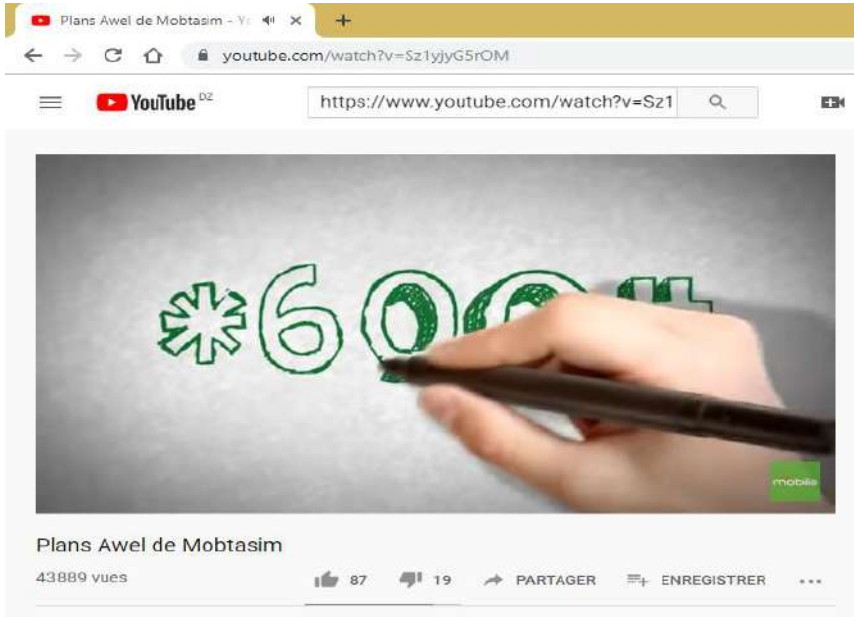 Plans Awel de Mobtasim - Yo
youtube.com/watch?v=Sz1yjyG5rOM
YouTube DZ
https://www.youtube.com/watch?v=Sz1
*600#
mobilis
Plans Awel de Mobtasim
43889 vues
87
19
PARTAGER
ENREGISTRER